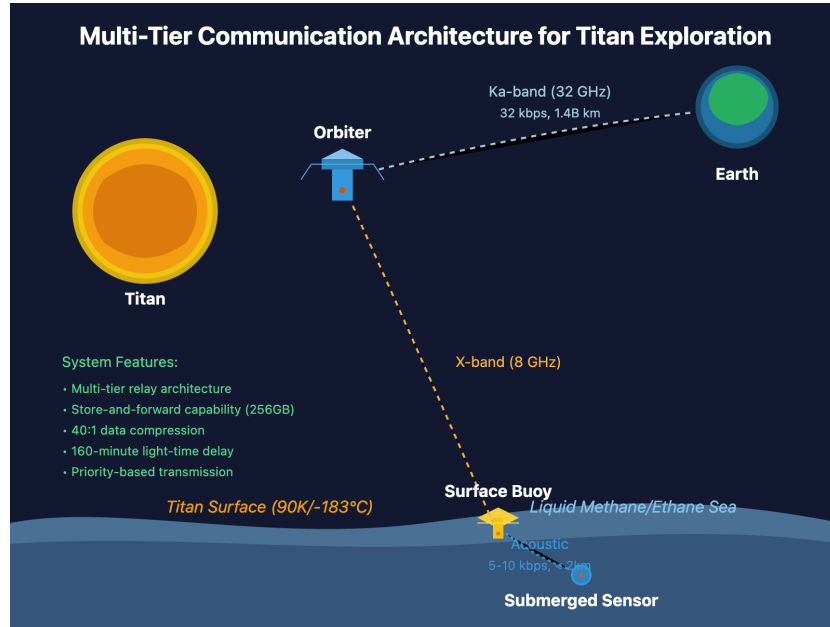 Multi-Tier Communication Architecture for Titan Exploration
Ka-band (32 GHz)
32 kbps, 1.4B km
Orbiter
Earth
Titan
System Features:
• Multi-tier relay architecture
• Store-and-forward capability (256GB)
• 40:1 data compression
• 160-minute light-time delay
• Priority-based transmission
X-band (8 GHz)
Surface Buoy
Titan Surface (90K/-183°C)
Liquid Methane/Ethane Sea
Acoustic
5-10 kbps, <2km
Submerged Sensor